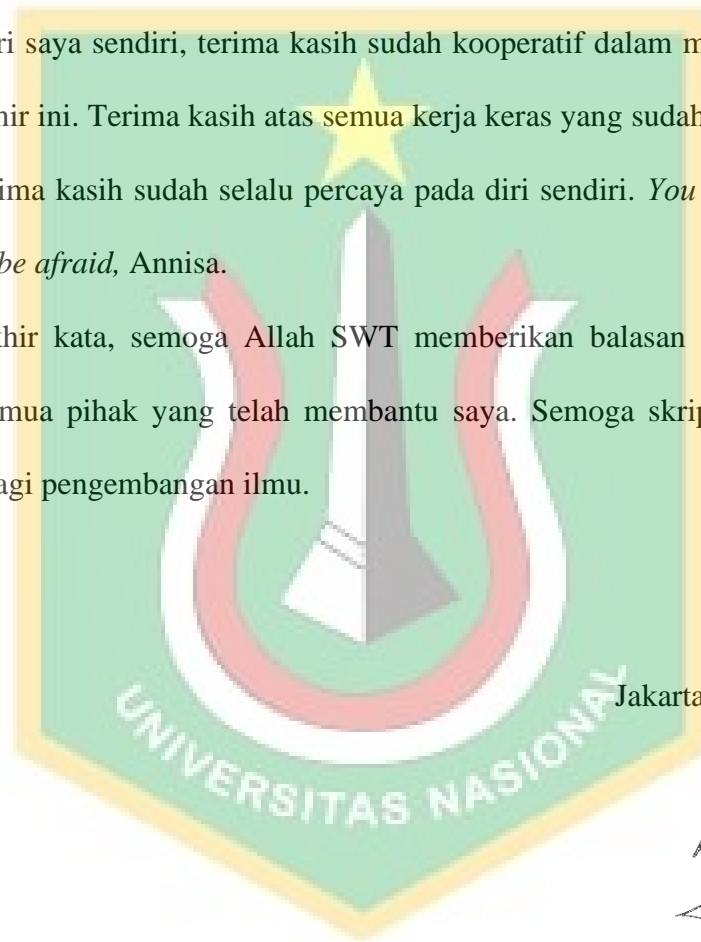 ri saya sendiri, terima kasih sudah kooperatif dalam m
hir ini. Terima kasih atas semua kerja keras yang sudah
ima kasih sudah selalu percaya pada diri sendiri. You
be afraid, Annisa.
khir kata, semoga Allah SWT memberikan balasan
mua pihak yang telah membantu saya. Semoga skrip
agi pengembangan ilmu.
Jakarta
UNIVERSITAS NASIONAL